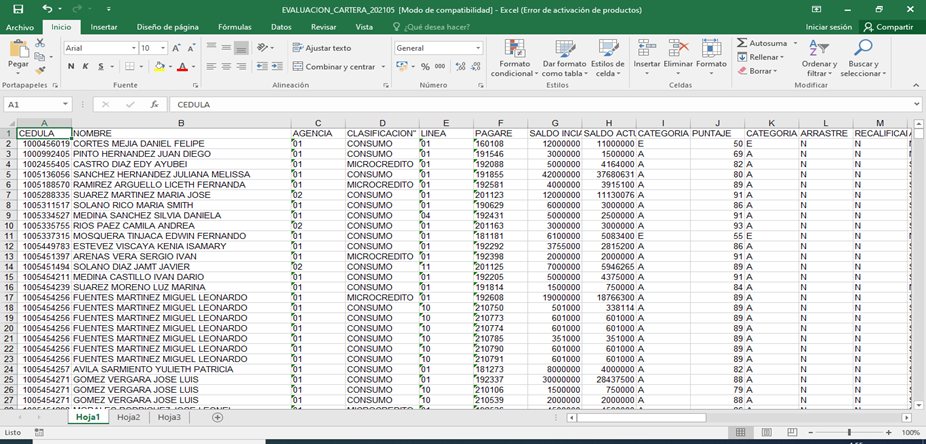 EVALUACION_CARTERA_202105 [Modo de compatibilidad] - Excel (Error de activación de productos)
Archivo Inicio Insertar Diseño de página Fórmulas Datos Revisar Vista ¿Qué desea hacer? Iniciar sesión Compartir
Pegar
Arial 10 A A
N K S
Ajustar texto
Combinar y centrar
General
% 000
Formato condicional
Dar formato como tabla
Estilos de celda
Insertar Eliminar Formato
Autosuma
Rellenar
Borrar
Ordenar y filtrar
Buscar y seleccionar
Portapapeles Fuente Alineación Número Estilos Celdas Modificar
A1 fx CEDULA
A B C D E F G H I J K L M
1 CEDULA NOMBRE AGENCIA CLASIFICACION" LINEA PAGARE SALDO INCIA SALDO ACTU CATEGORIA PUNTAJE CATEGORIA ARRASTRE RECALIFICAI
2 1000456019 CORTES MEJIA DANIEL FELIPE 01 CONSUMO 01 160108 12000000 11000000 E 50 E N N
3 1000992405 PINTO HERNANDEZ JUAN DIEGO 01 CONSUMO 01 191546 3000000 1500000 A 69 A N N
4 1002455405 CASTRO DIAZ EDY AYUBEI 01 MICROCREDITO 01 192088 5000000 4164000 A 82 A N N
5 1005136056 SANCHEZ HERNANDEZ JULIANA MELISSA 01 CONSUMO 01 191855 42000000 37680631 A 80 A N N
6 1005188570 RAMIREZ ARGUELLO LICETH FERNANDA 01 MICROCREDITO 01 192581 4000000 3915100 A 89 A N N
7 1005288335 SUAREZ MARTINEZ MARIA JOSE 02 CONSUMO 01 201123 12000000 11130076 A 91 A N N
8 1005311517 SOLANO RICO MARIA SMITH 01 CONSUMO 01 190629 6000000 3000000 A 86 A N N
9 1005334527 MEDINA SANCHEZ SILVIA DANIELA 01 CONSUMO 04 192431 5000000 2500000 A 91 A N N
10 1005335755 RIOS PAEZ CAMILA ANDREA 02 CONSUMO 01 201163 3000000 3000000 A 93 A N N
11 1005337315 MOSQUERA TINJACA EDWIN FERNANDO 01 CONSUMO 01 181181 6100000 5083400 E 55 E N N
12 1005449783 ESTEVEZ VISCAYA KENIA ISAMARY 01 CONSUMO 01 192292 3755000 2815200 A 86 A N N
13 1005451397 ARENAS VERA SERGIO IVAN 01 MICROCREDITO 01 192398 2000000 2000000 A 91 A N N
14 1005451494 SOLANO DIAZ JAMT JAVIER 02 CONSUMO 11 201125 7000000 5946265 A 89 A N N
15 1005454211 MEDINA CASTILLO IVAN DARIO 01 CONSUMO 01 192205 5000000 4375000 A 91 A N N
16 1005454239 SUAREZ MORENO LUZ MARINA 01 CONSUMO 01 191814 1500000 750000 A 84 A N N
17 1005454256 FUENTES MARTINEZ MIGUEL LEONARDO 01 MICROCREDITO 01 192608 19000000 18766300 A 89 A N N
18 1005454256 FUENTES MARTINEZ MIGUEL LEONARDO 01 CONSUMO 10 210750 501000 338114 A 89 A N N
19 1005454256 FUENTES MARTINEZ MIGUEL LEONARDO 01 CONSUMO 10 210773 601000 601000 A 89 A N N
20 1005454256 FUENTES MARTINEZ MIGUEL LEONARDO 01 CONSUMO 10 210774 601000 601000 A 89 A N N
21 1005454256 FUENTES MARTINEZ MIGUEL LEONARDO 01 CONSUMO 10 210785 351000 351000 A 89 A N N
22 1005454256 FUENTES MARTINEZ MIGUEL LEONARDO 01 CONSUMO 10 210790 601000 601000 A 89 A N N
23 1005454256 FUENTES MARTINEZ MIGUEL LEONARDO 01 CONSUMO 10 210791 601000 601000 A 89 A N N
24 1005454257 AVILA SARMIENTO YULIETH PATRICIA 01 CONSUMO 01 181273 8000000 4000000 A 82 A N N
25 1005454271 GOMEZ VERGARA JOSE LUIS 01 CONSUMO 01 192337 30000000 28437500 A 88 A N N
26 1005454271 GOMEZ VERGARA JOSE LUIS 01 CONSUMO 10 210106 1500000 750000 A 79 A N N
27 1005454271 GOMEZ VERGARA JOSE LUIS 01 CONSUMO 10 210539 2000000 2000000 A 88 A N N
Hoja1 Hoja2 Hoja3
Listo 100%